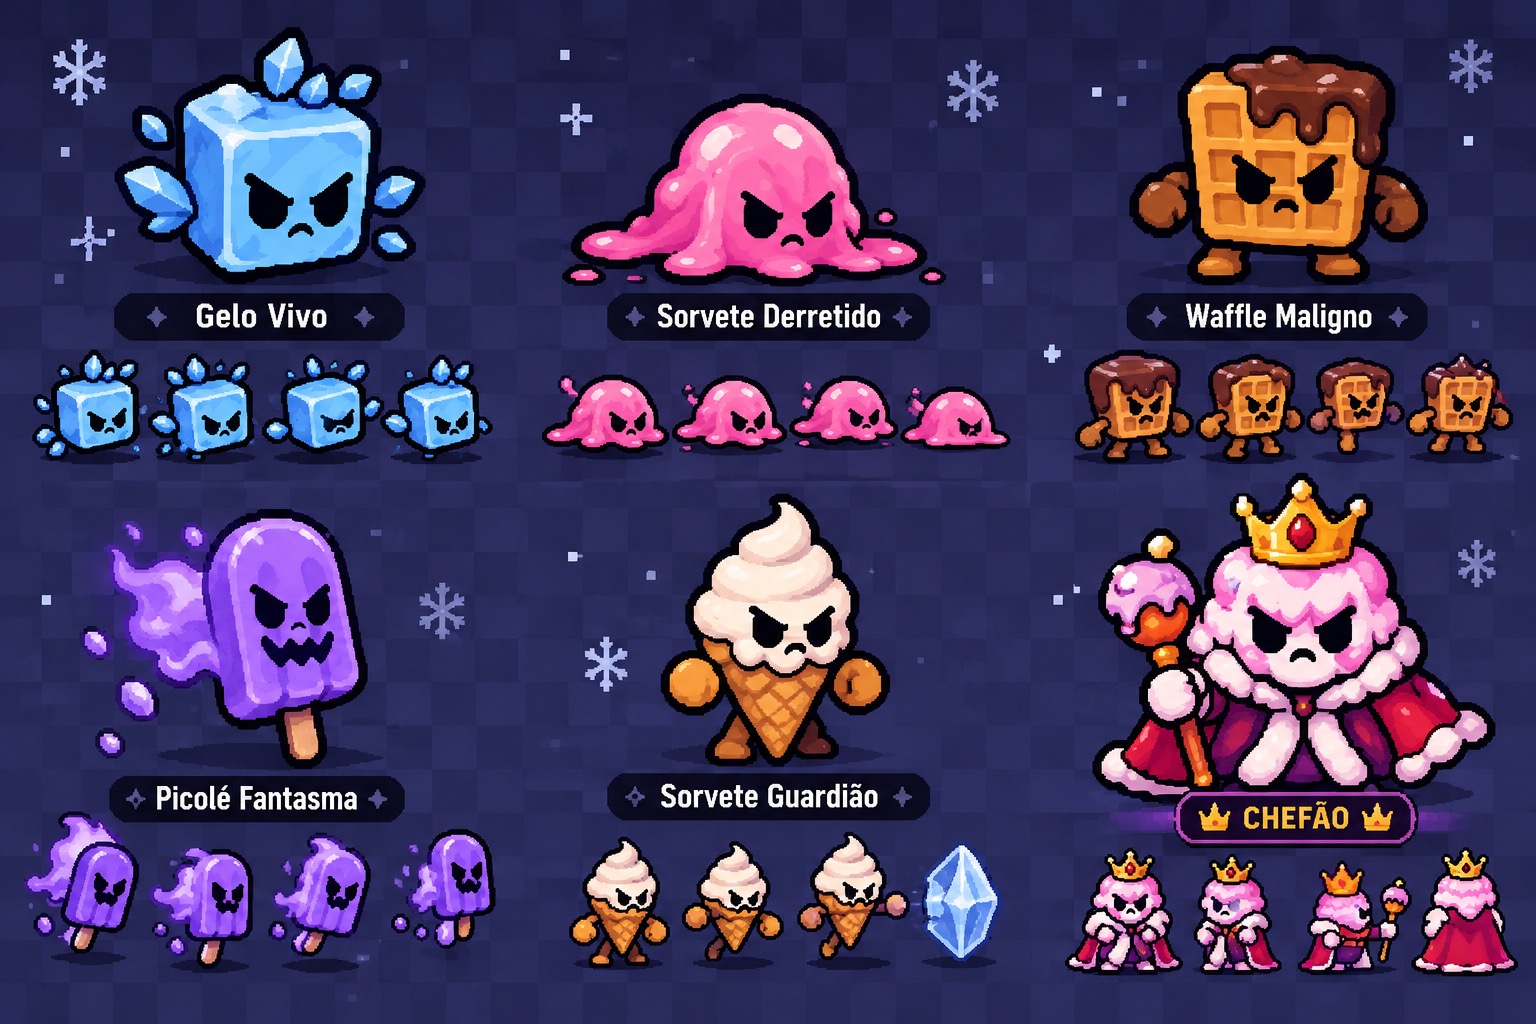 Gelo Vivo
Sorvete Derretido
Waffle Maligno
Picolé Fantasma
Sorvete Guardião
CHEFÃO